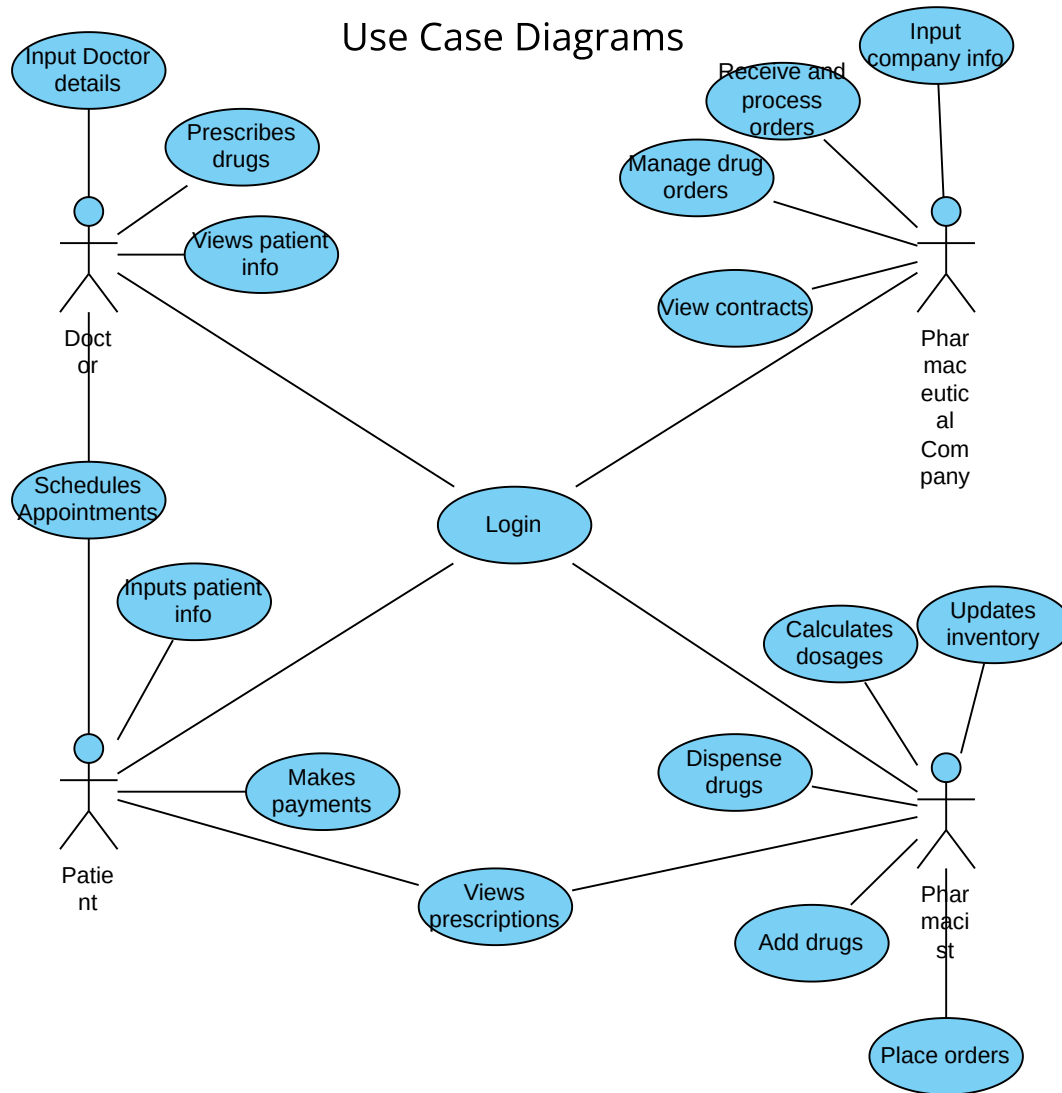 Use Case Diagrams
Input Doctor
details
Input
company info
Receive and
process
orders
Prescribes
drugs
Manage drug
orders
Views patient
info
View contracts
Doct
or
Phar
mac
eutic
al
Com
pany
Schedules
Appointments
Login
Inputs patient
info
Calculates
dosages
Updates
inventory
Makes
payments
Dispense
drugs
Patie
nt
Views
prescriptions
Phar
maci
st
Add drugs
Place orders